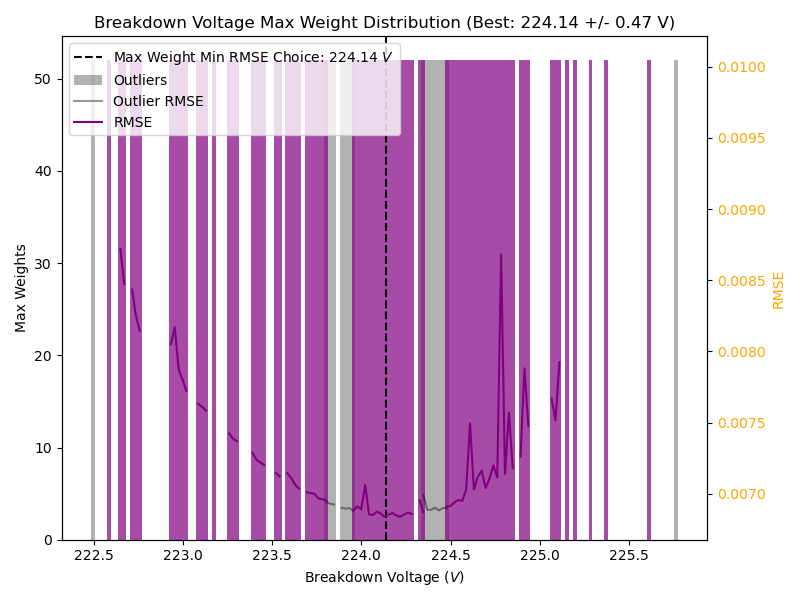 Breakdown Voltage Max Weight Distribution (Best: 224.14 +/- 0.47 V)
Max Weight Min RMSE Choice: 224.14 V
Outliers
Outlier RMSE
RMSE
Max Weights
50
40
30
20
10
0
0.0100
0.0095
0.0090
0.0085
0.0080
0.0075
0.0070
RMSE
222.5 223.0 223.5 224.0 224.5 225.0 225.5
Breakdown Voltage (V)